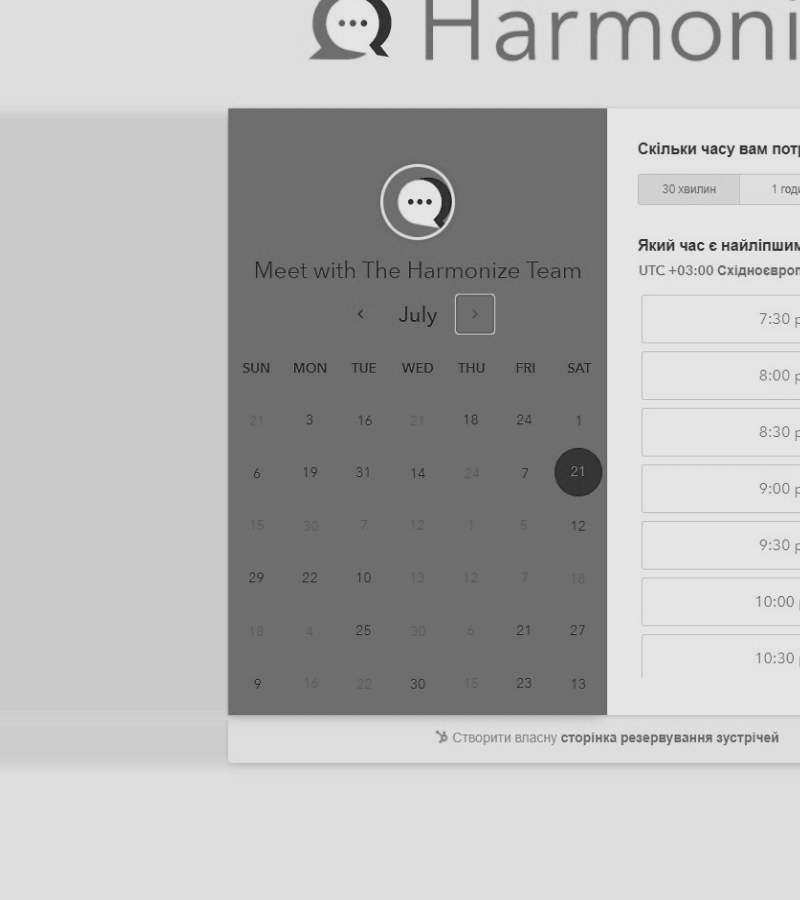 Harmoni
Meet with The Harmonize Team
July
SUN MON TUE WED THU FRI SAT
21 3 16 21 18 24 1
6 19 31 14 24 7 21
15 30 7 12 1 5 12
29 22 10 13 12 7 18
18 4 25 30 6 21 27
9 16 22 30 15 23 13
Скільки часу вам потр
30 хвилин 1 годи
Який час є найліпшим
UTC +03:00 Східноєвроп
7:30 р
8:00 р
8:30 р
9:00 р
9:30 р
10:00 р
10:30 р
Створити власну сторінка резервування зустрічей